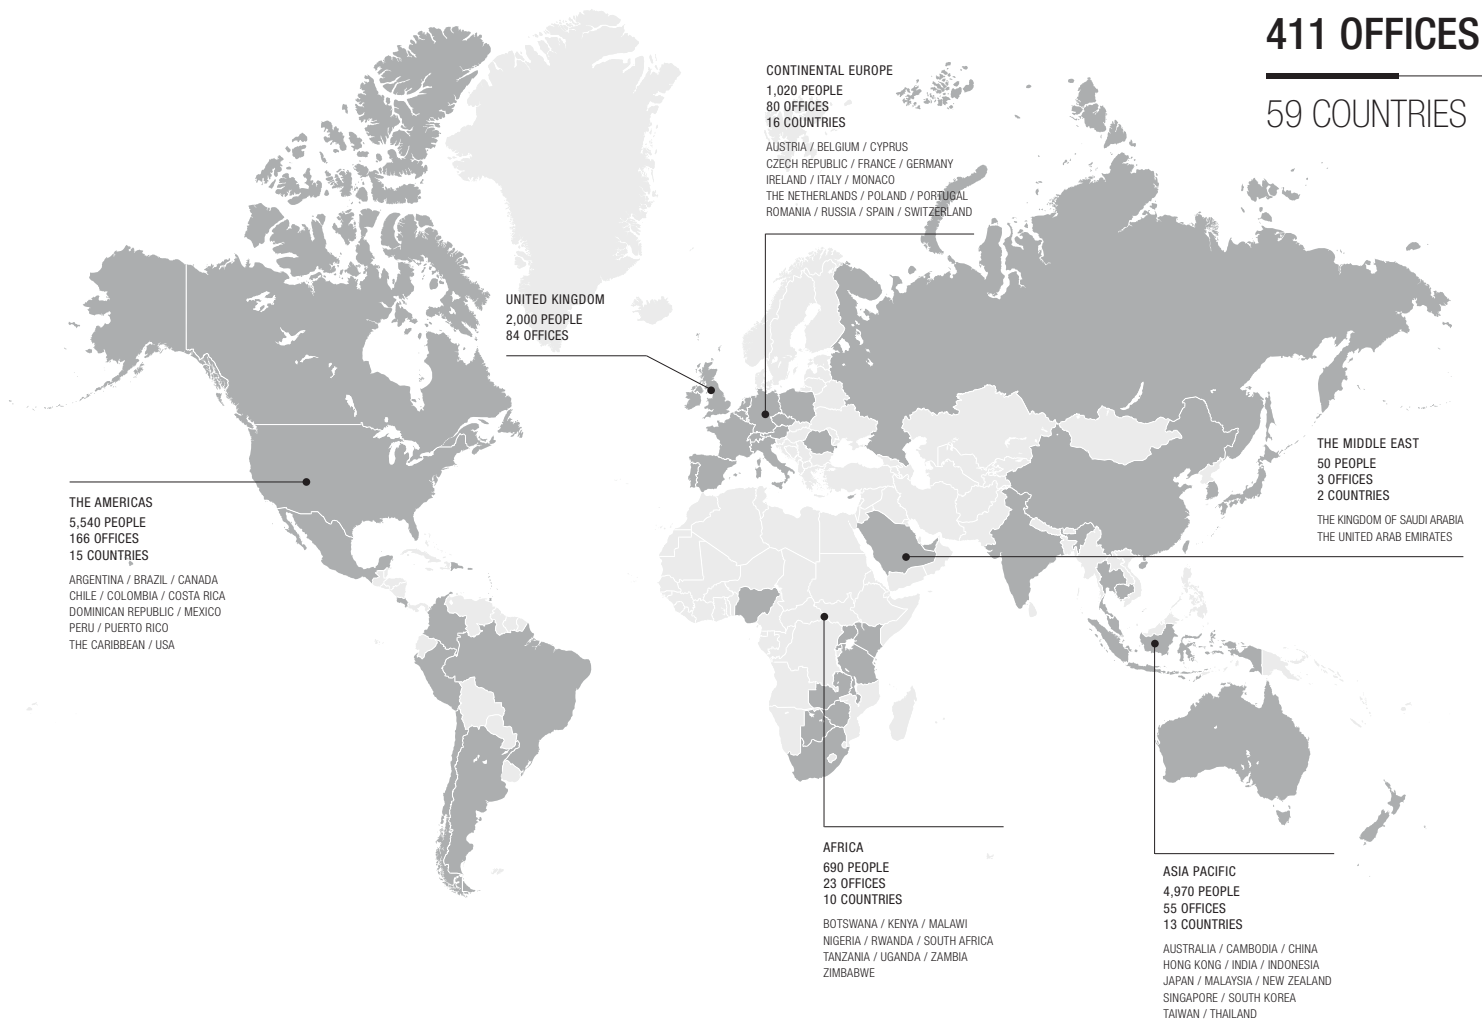 411 OFFICES
59 COUNTRIES
CONTINENTAL EUROPE
1,020 PEOPLE
80 OFFICES
16 COUNTRIES
AUSTRIA / BELGIUM / CYPRUS
CZECH REPUBLIC / FRANCE / GERMANY
IRELAND / ITALY / MONACO
THE NETHERLANDS / POLAND / PORTUGAL
ROMANIA / RUSSIA / SPAIN / SWITZERLAND
UNITED KINGDOM
2,000 PEOPLE
84 OFFICES
THE MIDDLE EAST
50 PEOPLE
3 OFFICES
2 COUNTRIES
THE KINGDOM OF SAUDI ARABIA
THE UNITED ARAB EMIRATES
THE AMERICAS
5,540 PEOPLE
166 OFFICES
15 COUNTRIES
ARGENTINA / BRAZIL / CANADA
CHILE / COLOMBIA / COSTA RICA
DOMINICAN REPUBLIC / MEXICO
PERU / PUERTO RICO
THE CARIBBEAN / USA
AFRICA
690 PEOPLE
23 OFFICES
10 COUNTRIES
BOTSWANA / KENYA / MALAWI
NIGERIA / RWANDA / SOUTH AFRICA
TANZANIA / UGANDA / ZAMBIA
ZIMBABWE
ASIA PACIFIC
4,970 PEOPLE
55 OFFICES
13 COUNTRIES
AUSTRALIA / CAMBODIA / CHINA
HONG KONG / INDIA / INDONESIA
JAPAN / MALAYSIA / NEW ZEALAND
SINGAPORE / SOUTH KOREA
TAIWAN / THAILAND